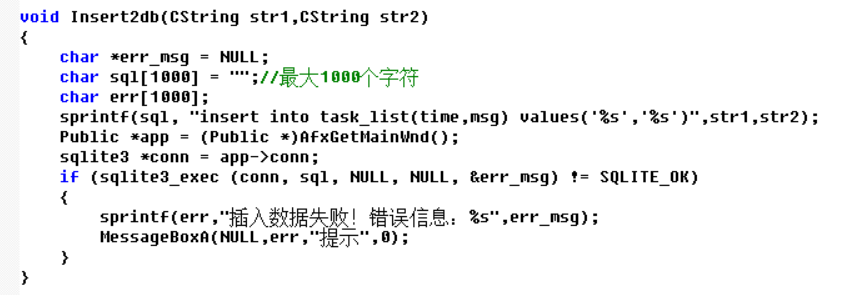 void Insert2db(CString str1,CString str2)
{
    char *err_msg = NULL;
    char sql[1000] = "";//最大1000个字符
    char err[1000];
    sprintf(sql, "insert into task_list(time,msg) values('%s','%s')",str1,str2);
    Public *app = (Public *)AfxGetMainWnd();
    sqlite3 *conn = app->conn;
    if (sqlite3_exec (conn, sql, NULL, NULL, &err_msg) != SQLITE_OK)
    {
        sprintf(err,"插入数据失败！错误信息：%s",err_msg);
        MessageBoxA(NULL,err,"提示",0);
    }
}